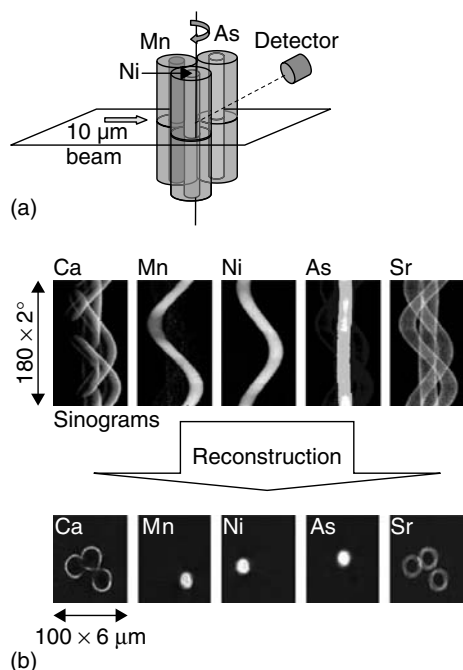 Mn
As
Detector
Ni
10 µm
beam
(a)
Ca Mn Ni As Sr
180 × 2°
Sinograms
Reconstruction
Ca Mn Ni As Sr
100 × 6 µm
(b)